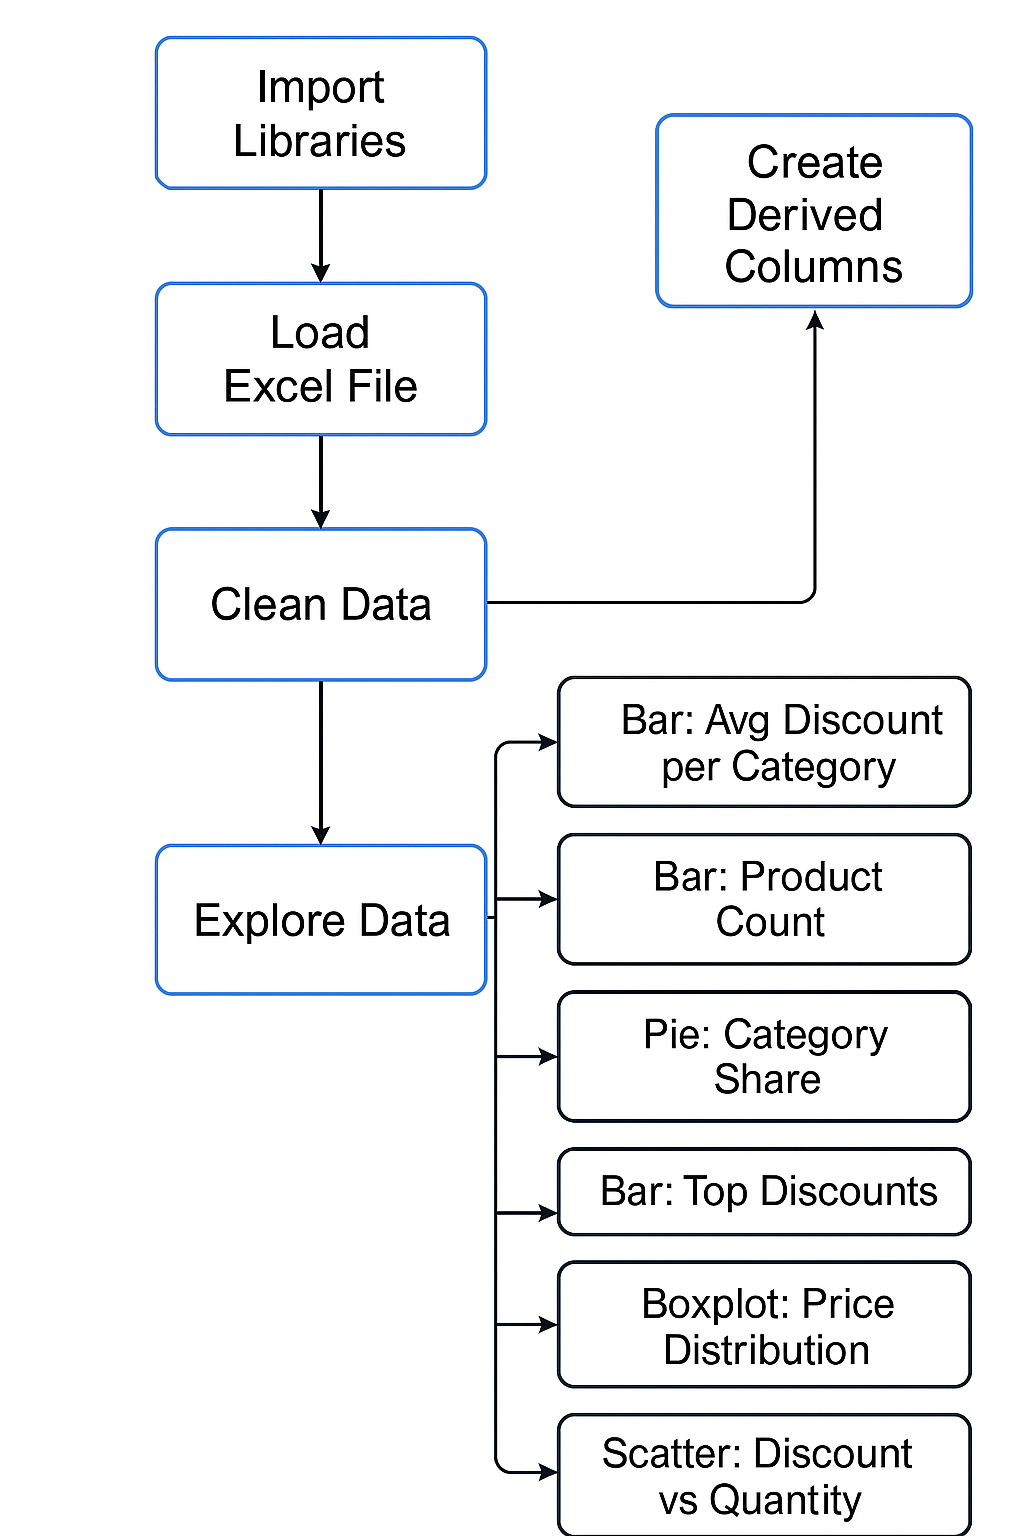 Import
Libraries
Create
Derived
Columns
Load
Excel File
Clean Data
Explore Data
Bar: Avg Discount
per Category
Bar: Product
Count
Pie: Category
Share
Bar: Top Discounts
Boxplot: Price
Distribution
Scatter: Discount
vs Quantity